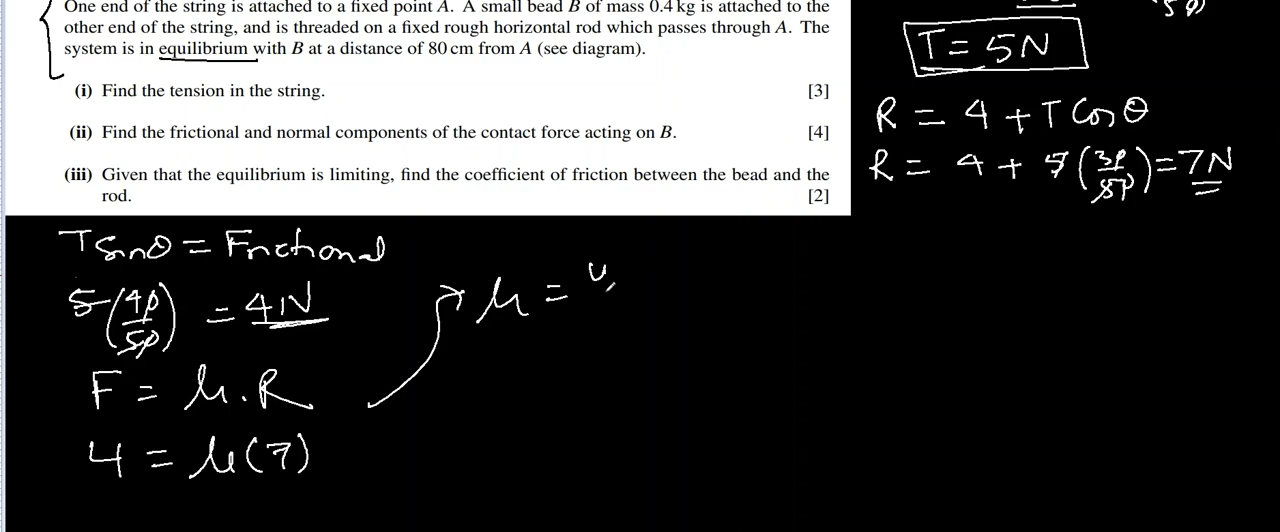 One end of the string is attached to a fixed point A. A small bead B of mass 0.4 kg is attached to the
other end of the string, and is threaded on a fixed rough horizontal rod which passes through A. The
system is in equilibrium with B at a distance of 80 cm from A (see diagram).
(i) Find the tension in the string. [3]
(ii) Find the frictional and normal components of the contact force acting on B. [4]
(iii) Given that the equilibrium is limiting, find the coefficient of friction between the bead and the
rod. [2]
50)
T = 5N
R = 4 + T Cos θ
R = 4 + 5 (30/50) = 7N
T Sin θ = Frictional
5 (40/50) = 4N
F = μ . R
4 = μ (7)
μ = 4